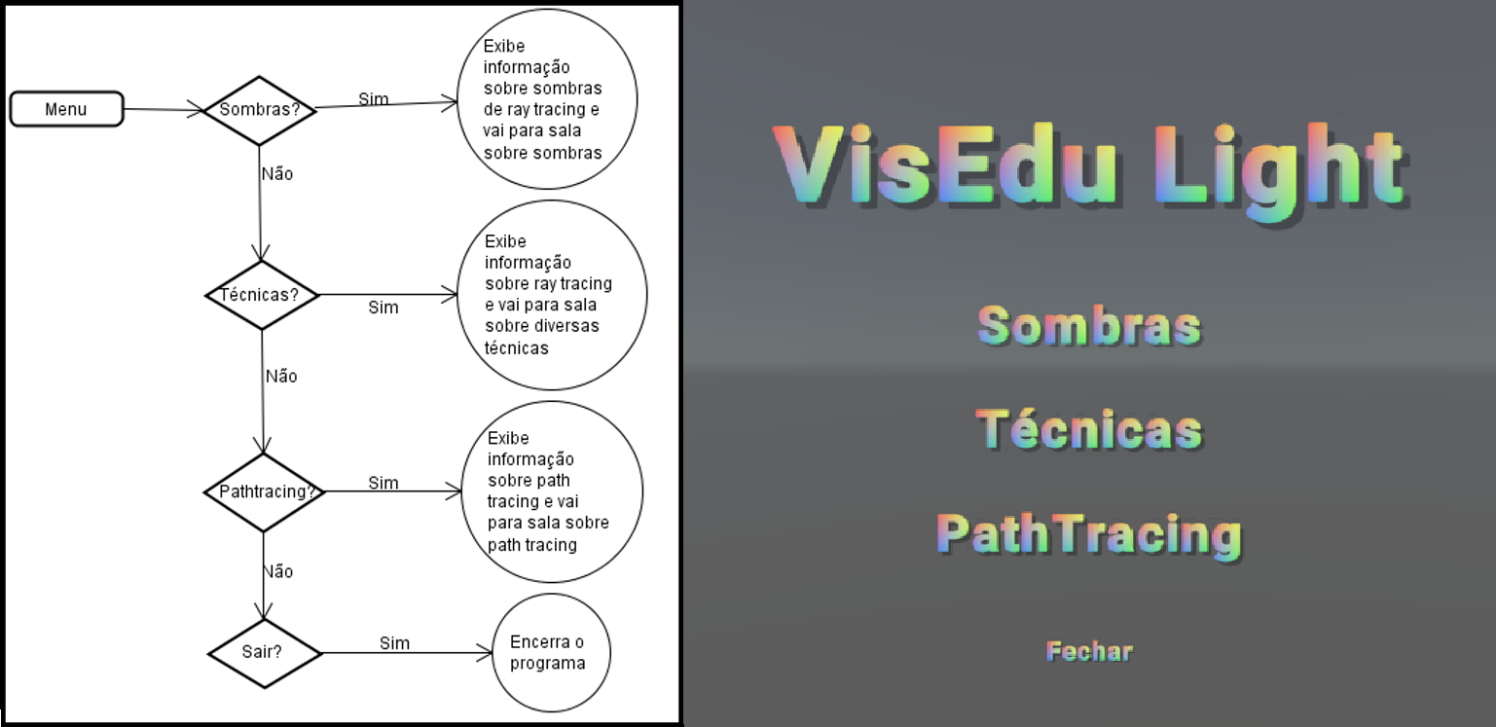 Menu
Sombras?
Sim
Exibe
informação
sobre sombras
de ray tracing e
vai para sala
sobre sombras
Não
Técnicas?
Sim
Exibe
informação
sobre ray tracing
e vai para sala
sobre diversas
técnicas
Não
Pathtracing?
Sim
Exibe
informação
sobre path
tracing e vai
para sala sobre
path tracing
Não
Sair?
Sim
Encerra o
programa
VisEdu Light
Sombras
Técnicas
PathTracing
Fechar